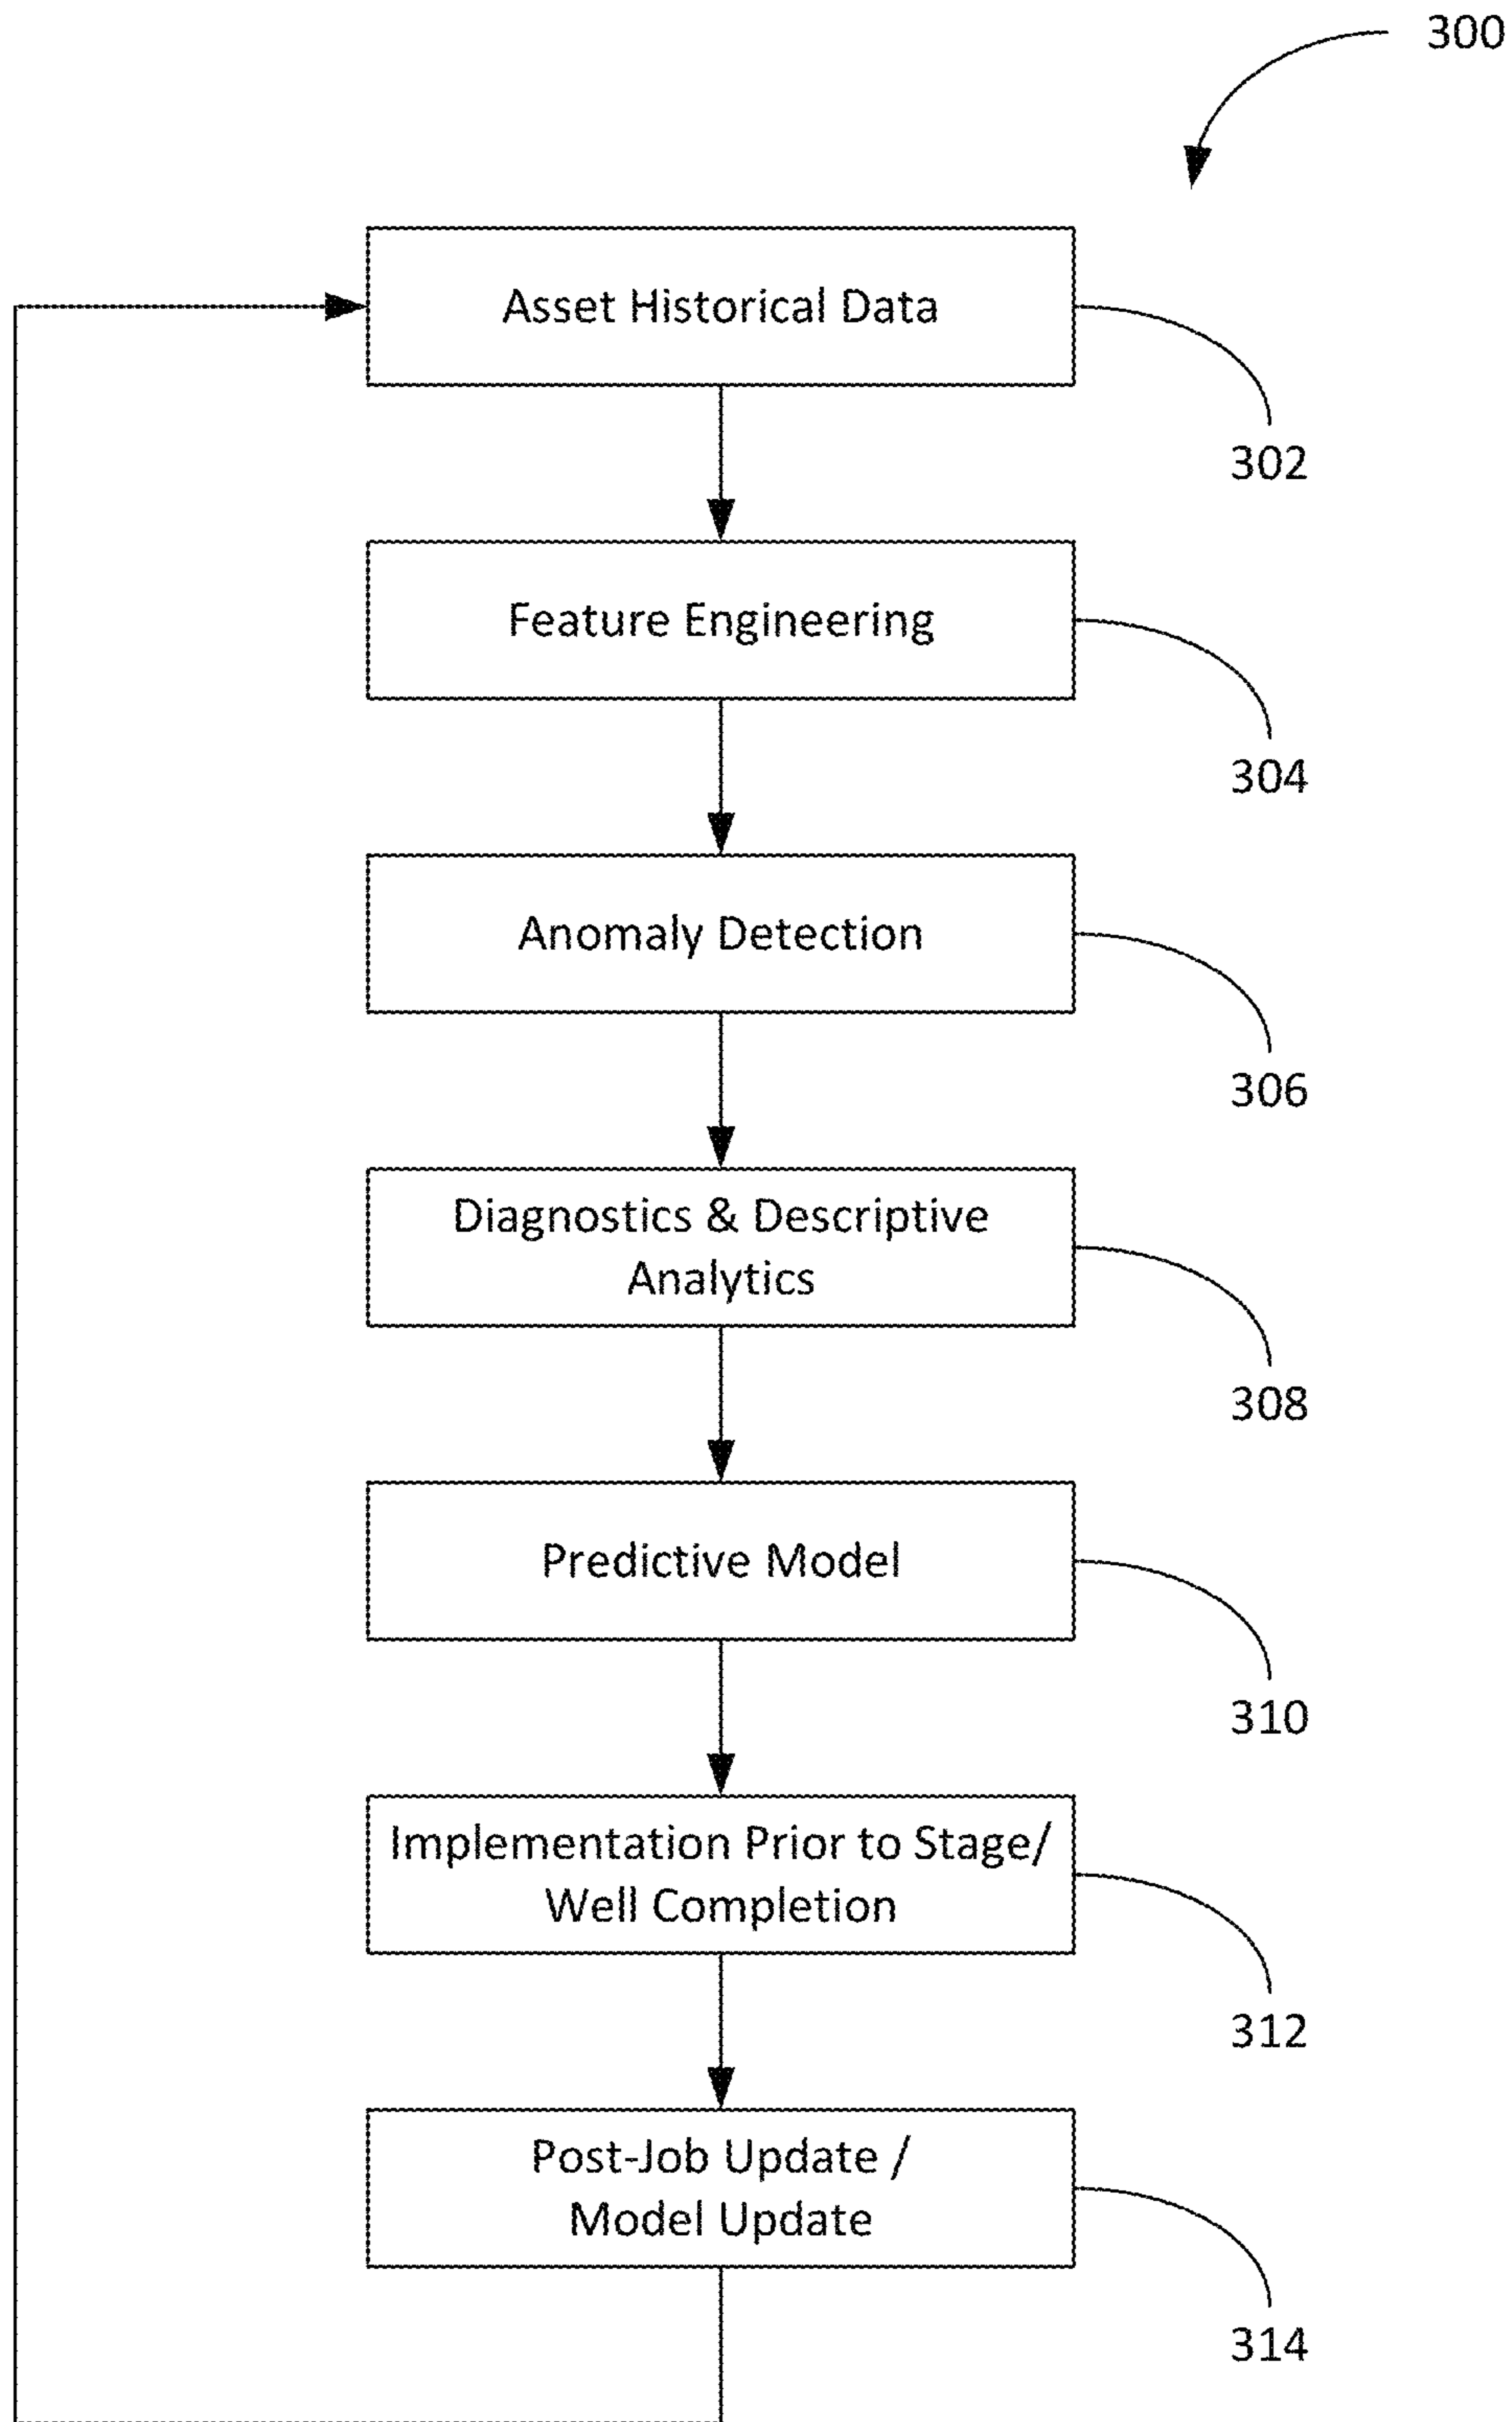 300
Asset Historical Data
302
Feature Engineering
304
Anomaly Detection
306
Diagnostics & Descriptive
Analytics
308
Predictive Model
310
Implementation Prior to Stage/
Well Completion
312
Post-Job Update /
Model Update
314